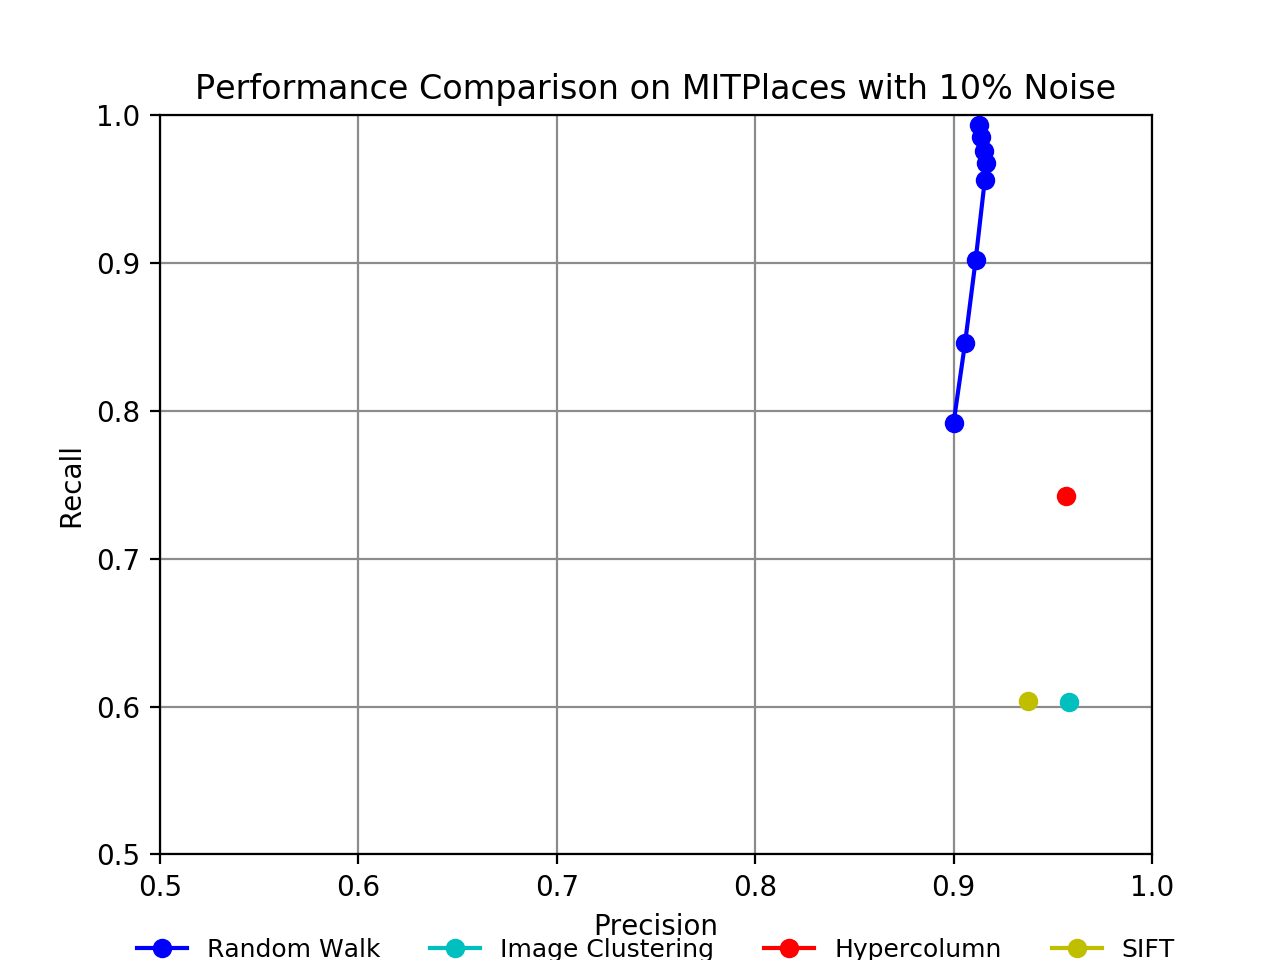 Performance Comparison on MITPlaces with 10% Noise
1.0
0.9
0.8
0.7
0.6
0.5
Recall
0.5 0.6 0.7 0.8 0.9 1.0
Precision
Random Walk Image Clustering Hypercolumn SIFT